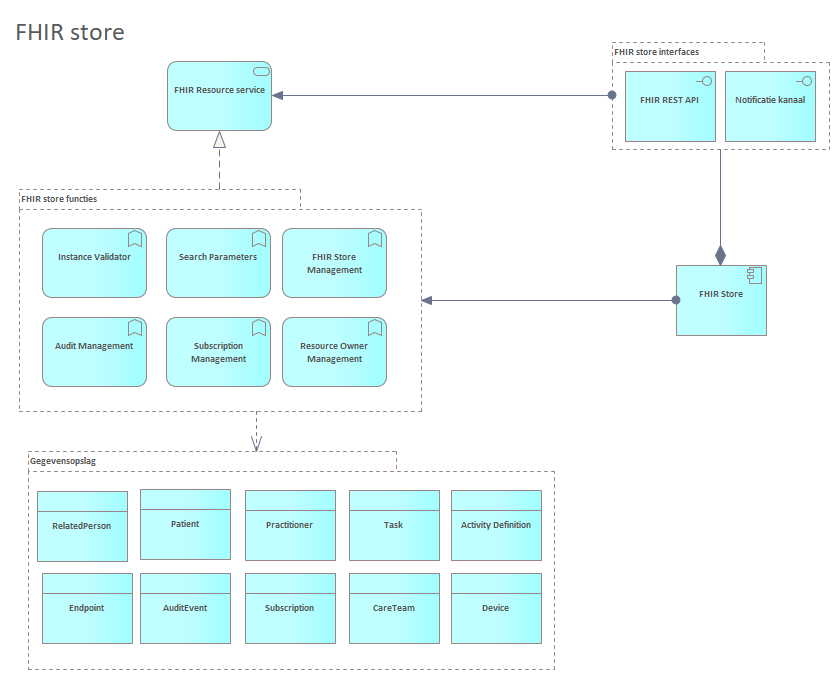 FHIR store
FHIR store interfaces
FHIR Resource service
FHIR REST API
Notificatie kanaal
FHIR store functies
Instance Validator
Search Parameters
FHIR Store
Management
FHIR Store
Audit Management
Subscription
Management
Resource Owner
Management
Gegevensopslag
RelatedPerson
Patient
Practitioner
Task
Activity Definition
Endpoint
AuditEvent
Subscription
CareTeam
Device